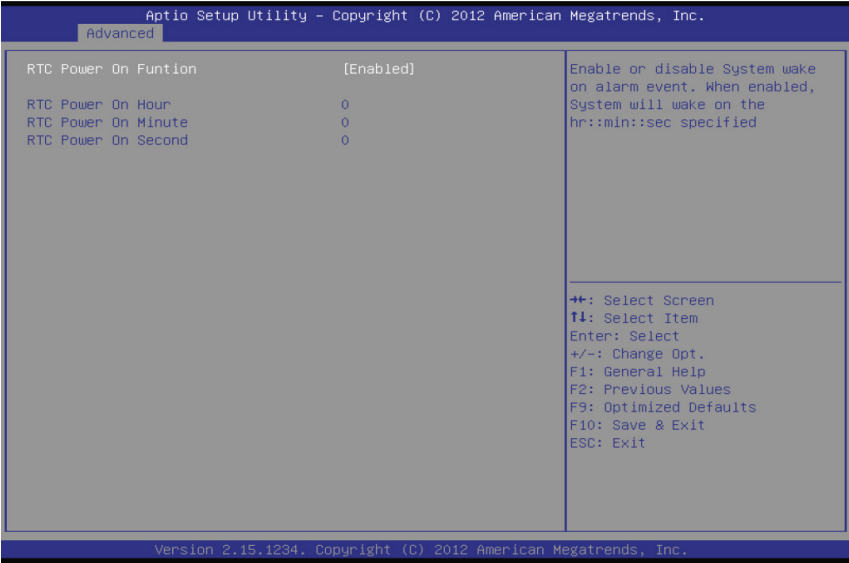 Aptio Setup Utility – Copyright (C) 2012 American Megatrends, Inc.
Advanced
RTC Power On Funtion [Enabled]
RTC Power On Hour 0
RTC Power On Minute 0
RTC Power On Second 0
Enable or disable System wake
on alarm event. When enabled,
System will wake on the
hr::min::sec specified
→←: Select Screen
↑↓: Select Item
Enter: Select
+/-: Change Opt.
F1: General Help
F2: Previous Values
F9: Optimized Defaults
F10: Save & Exit
ESC: Exit
Version 2.15.1234. Copyright (C) 2012 American Megatrends, Inc.